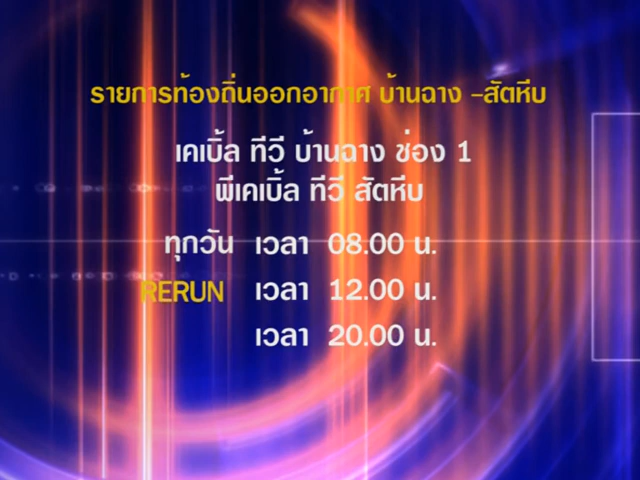 รายการท้องถิ่นออกอากาศ บ้านฉาง -สัตหีบ
เคเบิ้ล ทีวี บ้านฉาง ช่อง 1
พีเคเบิ้ล ทีวี สัตหีบ
ทุกวัน เวลา 08.00 น.
RERUN เวลา 12.00 น.
เวลา 20.00 น.